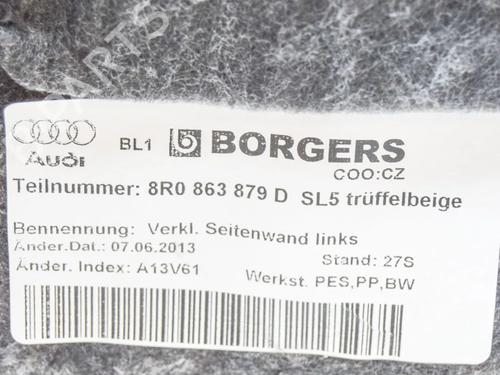 BL1 BORGERS
Audi COO:CZ
Teilnummer: 8R0 863 879 D SL5 trüffelbeige
Bennennung: Verkl. Seitenwand links
Änder.Dat.: 07.06.2013 Stand: 27S
Änder. Index: A13V61 Werkst. PES,PP,BW